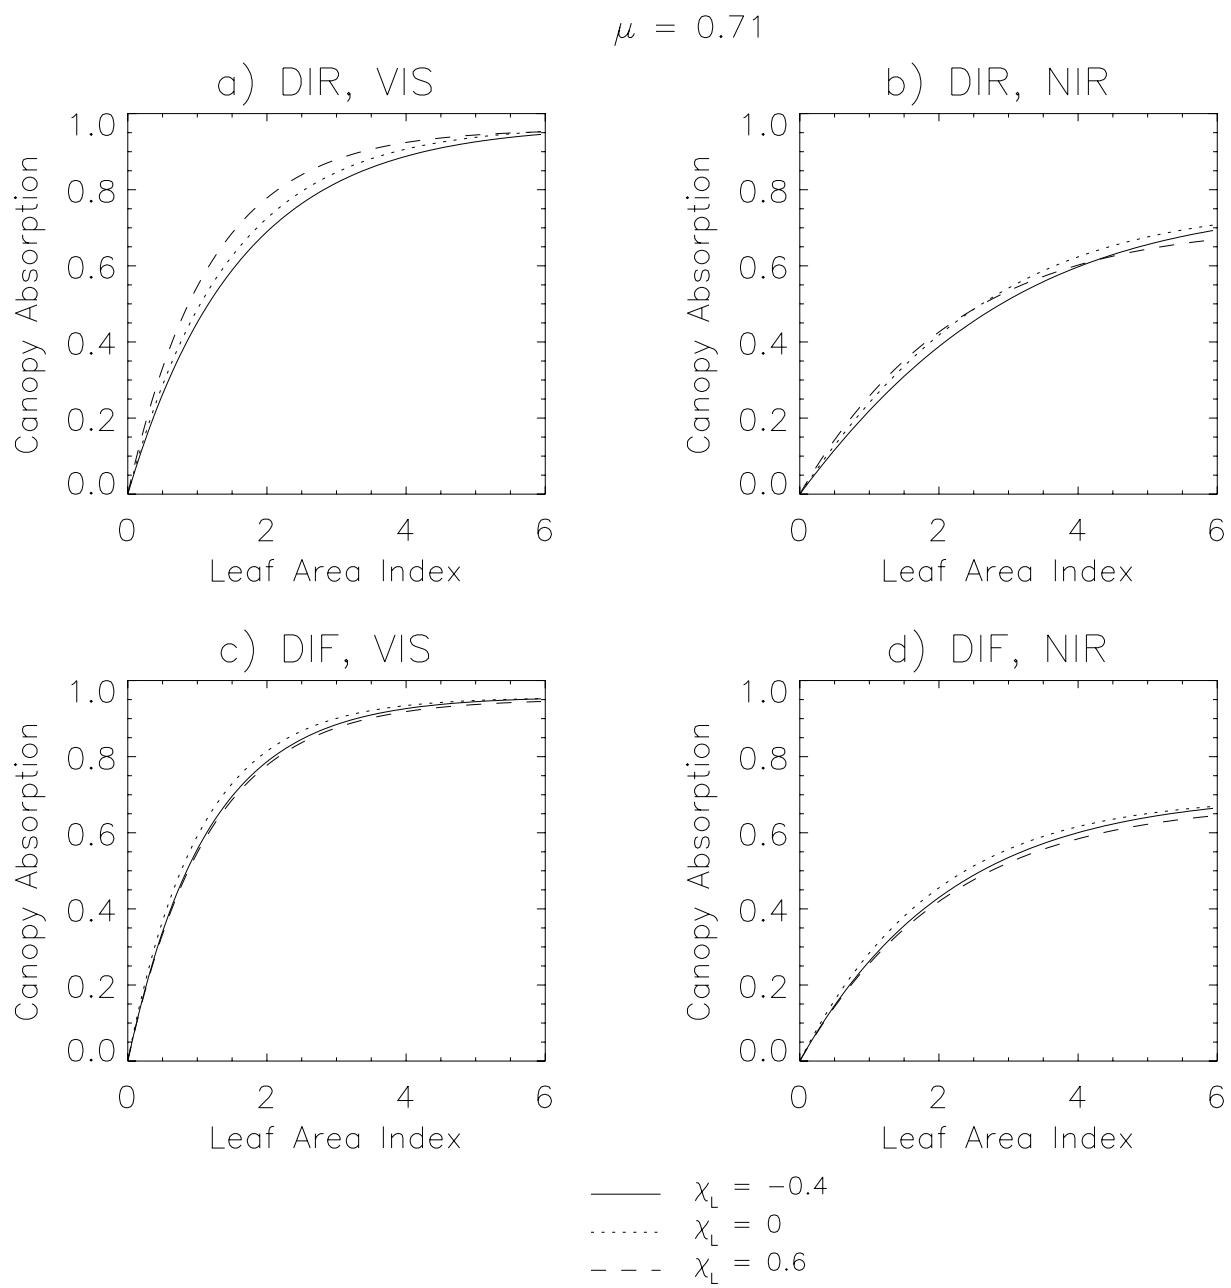 μ = 0.71
a) DIR, VIS
b) DIR, NIR
Canopy Absorption
1.0
0.8
0.6
0.4
0.2
0.0
0 2 4 6
Leaf Area Index
Canopy Absorption
1.0
0.8
0.6
0.4
0.2
0.0
0 2 4 6
Leaf Area Index
c) DIF, VIS
d) DIF, NIR
Canopy Absorption
1.0
0.8
0.6
0.4
0.2
0.0
0 2 4 6
Leaf Area Index
Canopy Absorption
1.0
0.8
0.6
0.4
0.2
0.0
0 2 4 6
Leaf Area Index
χL = −0.4
χL = 0
χL = 0.6